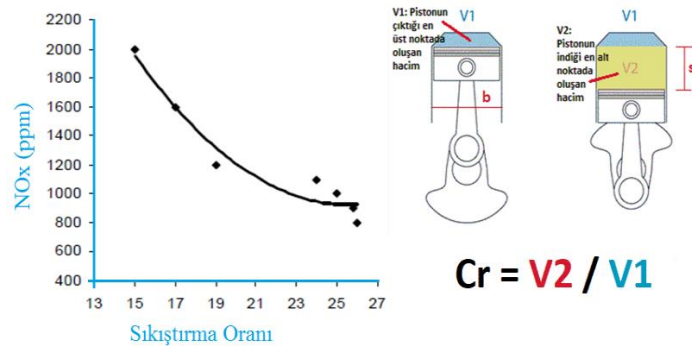 NOx (ppm)
2200
2000
1800
1600
1400
1200
1000
800
600
400
13
15
17
19
21
23
25
27
Sıkıştırma Oranı
V1: Pistonun
çıktığı en
üst noktada
oluşan
hacim
V1
b
V2:
Pistonun
indiği en alt
noktada
oluşan
hacim
V1
V2
s
Cr = V2 / V1